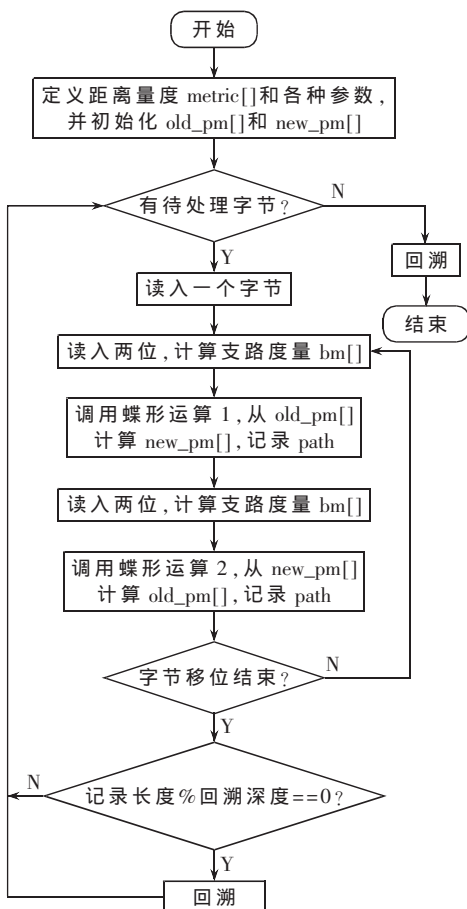 开始
定义距离量度 metric[]和各种参数,
并初始化 old_pm[]和 new_pm[]
有待处理字节?
N
Y
回溯
结束
读入一个字节
读入两位,计算支路度量 bm[]
调用蝶形运算 1,从 old_pm[]
计算 new_pm[],记录 path
读入两位,计算支路度量 bm[]
调用蝶形运算 2,从 new_pm[]
计算 old_pm[],记录 path
字节移位结束?
N
Y
记录长度%回溯深度==0?
N
Y
回溯